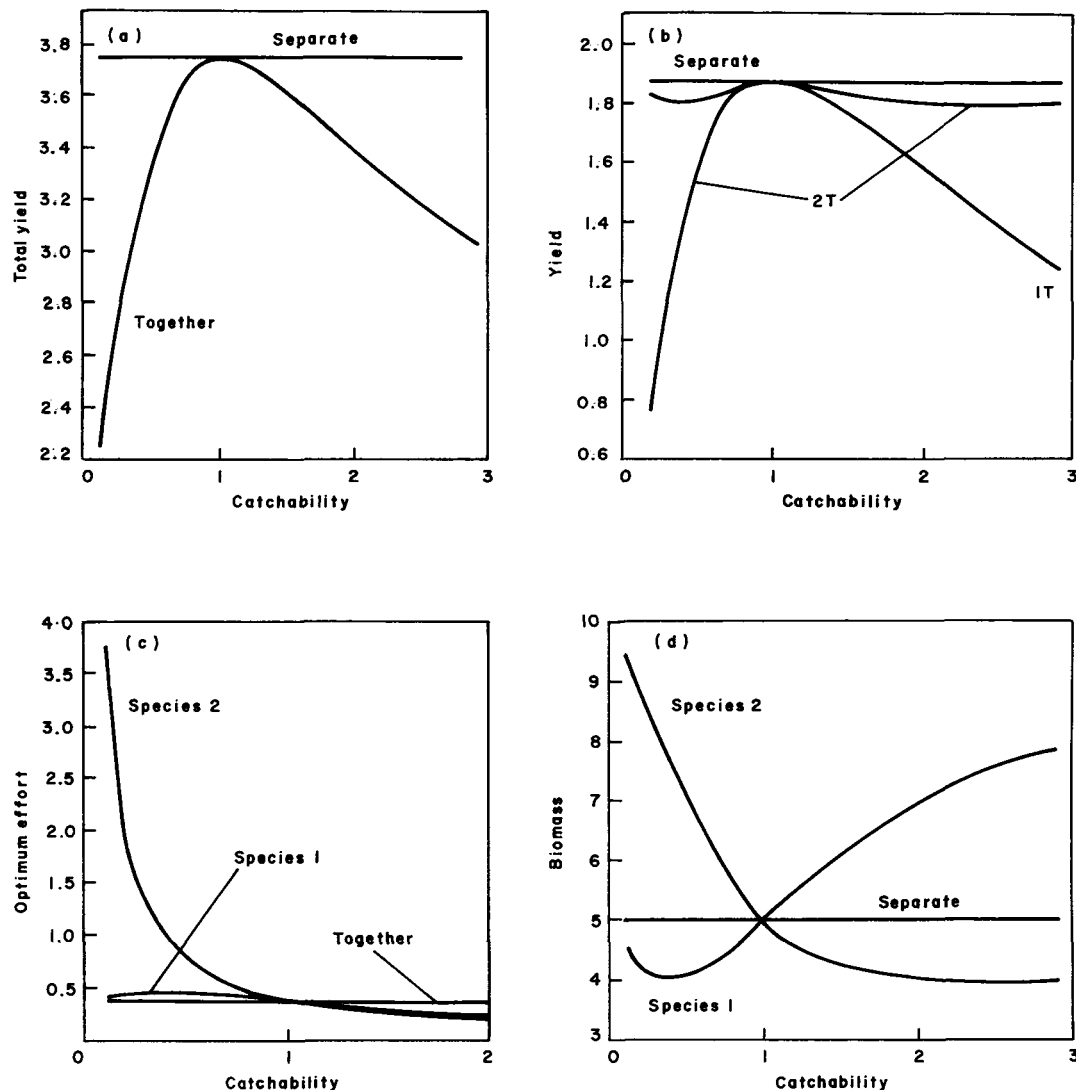 (a)
Separate
3.8
3.6
3.4
3.2
3.0
2.8
2.6
2.4
2.2
Total yield
Together
0
1
2
3
Catchability
(b)
Separate
2.0
1.8
1.6
1.4
1.2
1.0
0.8
0.6
Yield
2T
1T
0
1
2
3
Catchability
(c)
4.0
3.5
3.0
2.5
2.0
1.5
1.0
0.5
Optimum effort
Species 2
Species 1
Together
0
1
2
Catchability
(d)
10
9
8
7
6
5
4
3
Biomass
Species 2
Separate
Species 1
0
1
2
3
Catchability